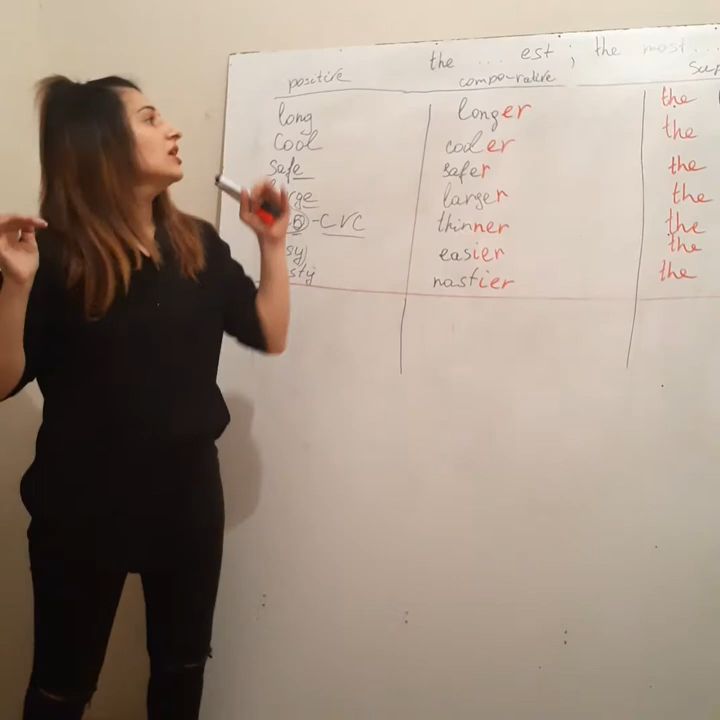 the ... est ; the most ...
positive comparative
long longer the
cool cooler the
safe safer the
larger the
-CVC thinner the
easier the
nastier the